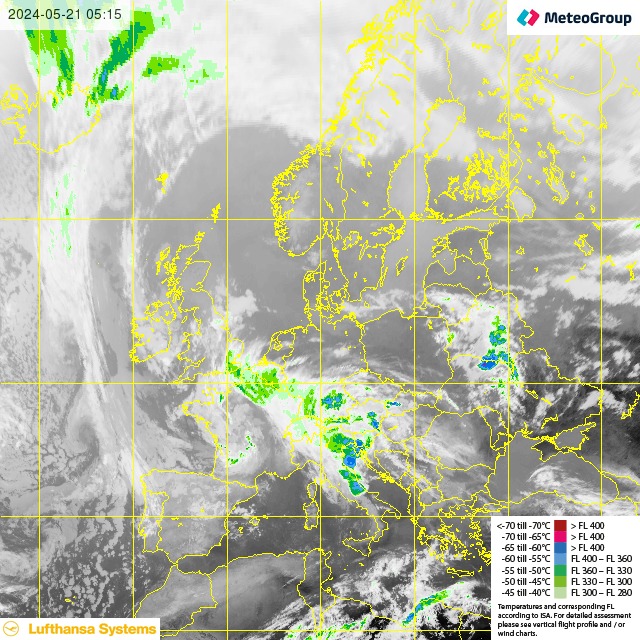 2024-05-21 05:15
MeteoGroup
<-70 till -70°C > FL 400
-70 till -65°C > FL 400
-65 till -60°C > FL 400
-60 till -55°C FL 400 - FL 360
-55 till -50°C FL 360 - FL 330
-50 till -45°C FL 330 - FL 300
-45 till -40°C FL 300 - FL 280
Temperatures and corresponding FL
according to ISA. For detailed assessment
please see vertical flight profile and / or
wind charts.
Lufthansa Systems